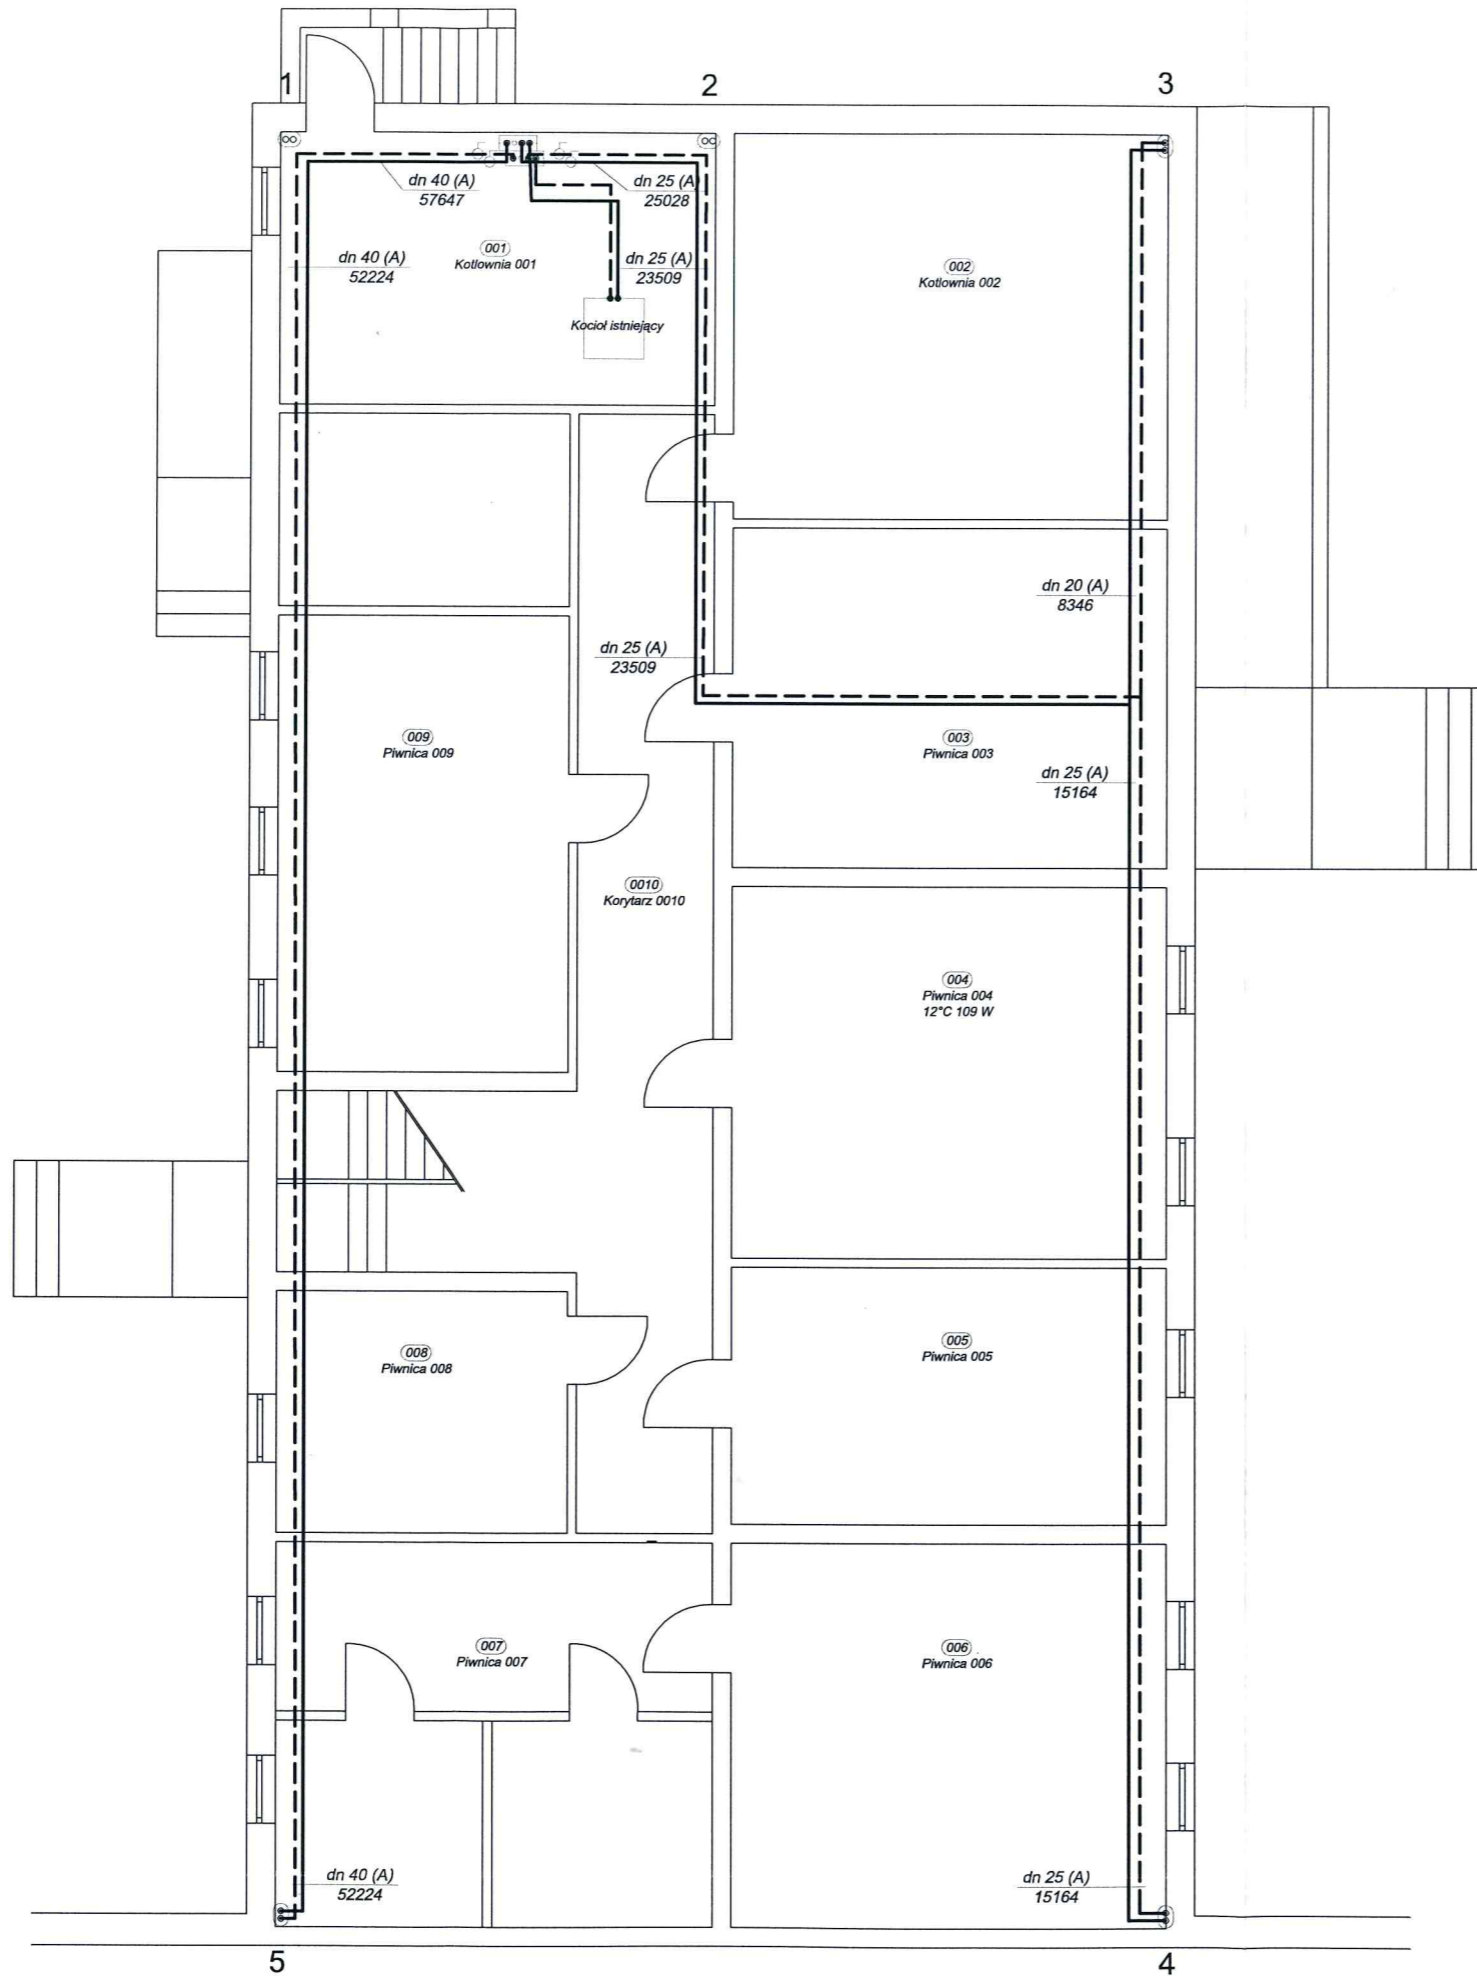 1
2
3
dn 40 (A)
57647
dn 25 (A)
25028
001
Kotłownia 001
dn 40 (A)
52224
dn 25 (A)
23509
002
Kotłownia 002
Kocioł istniejący
dn 20 (A)
8346
dn 25 (A)
23509
009
Piwnica 009
003
Piwnica 003
dn 25 (A)
15164
0010
Korytarz 0010
004
Piwnica 004
12°C 109 W
008
Piwnica 008
005
Piwnica 005
007
Piwnica 007
006
Piwnica 006
dn 40 (A)
52224
dn 25 (A)
15164
5
4